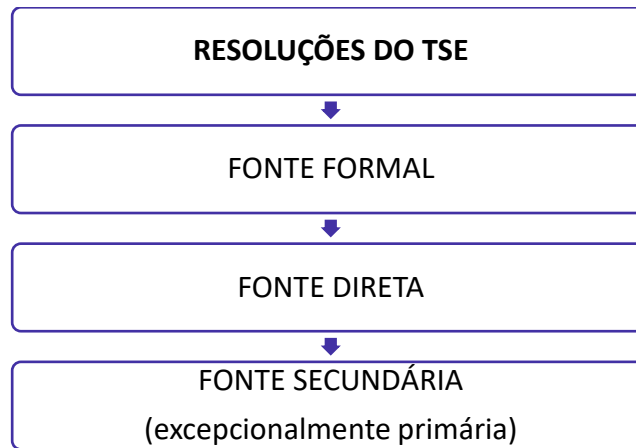 RESOLUÇÕES DO TSE
FONTE FORMAL
FONTE DIRETA
FONTE SECUNDÁRIA
(excepcionalmente primária)